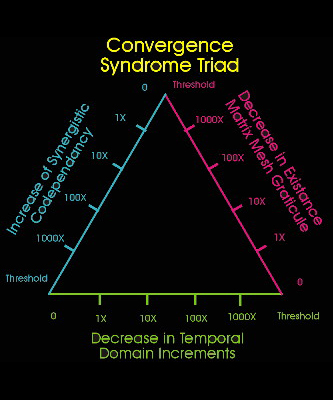 Convergence
Syndrome Triad
0
Threshold
1X
1000X
10X
100X
100X
10X
1000X
1X
Threshold
0
Increase of Synergistic
Codependancy
Decrease in Existance
Matrix Mesh Graticule
0
1X
10X
100X
1000X
Threshold
Decrease in Temporal
Domain Increments